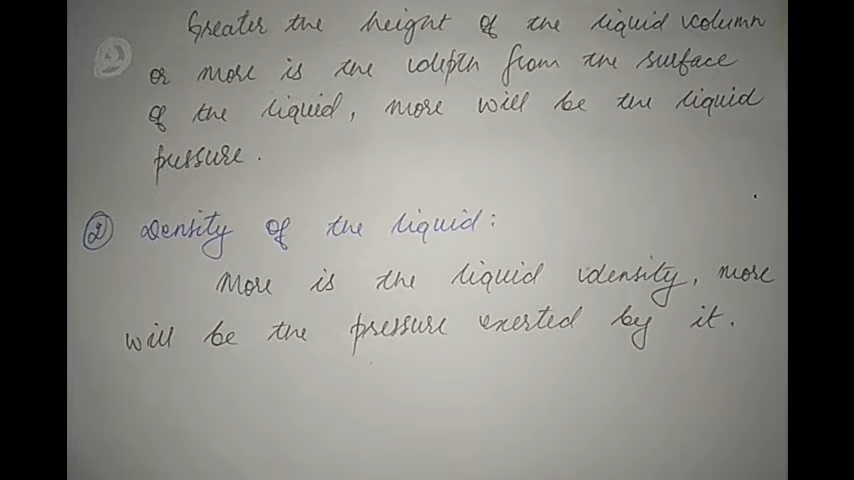 Greater the height of the liquid column
or more is the depth from the surface
of the liquid, more will be the liquid
pussure.
② Density of the liquid:
More is the liquid density, more
will be the pressure exerted by it.